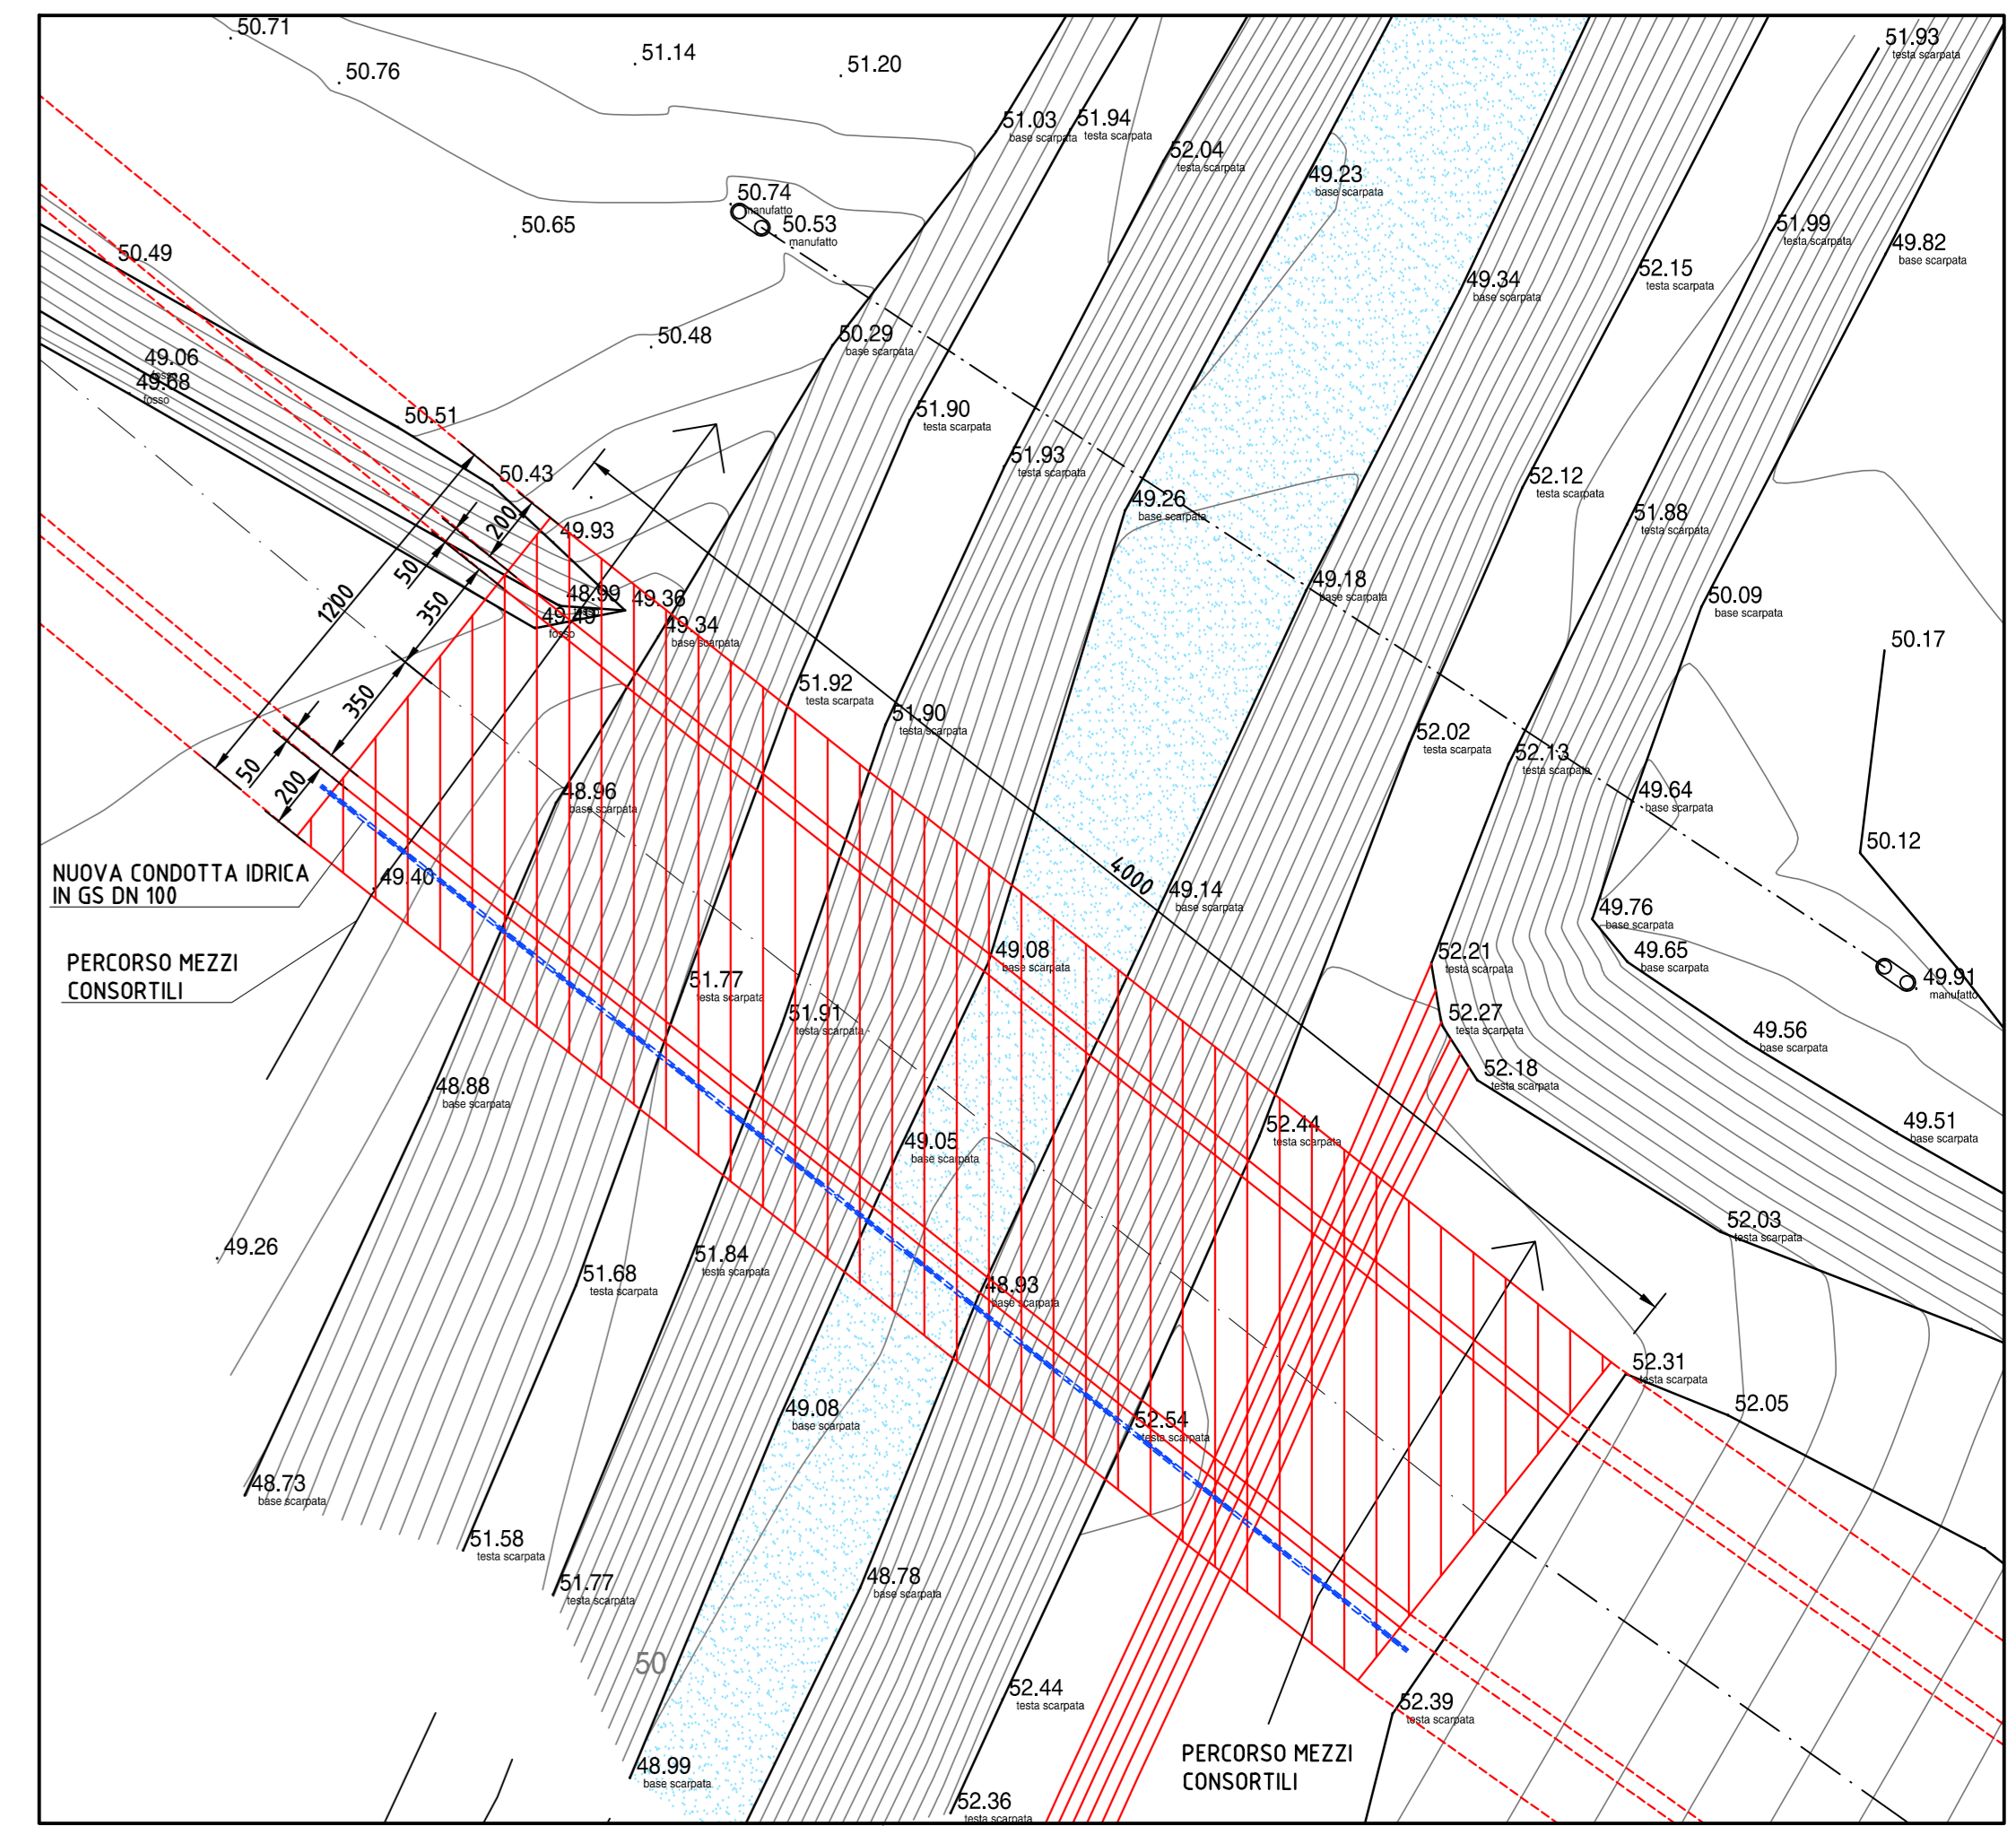 50.71
51.93
testa scarpata
50.76
51.14
51.20
51.03
base scarpata
51.94
testa scarpata
52.04
testa scarpata
49.23
base scarpata
50.74
manufatto
50.53
manufatto
50.65
51.99
testa scarpata
49.82
base scarpata
50.49
52.15
testa scarpata
49.34
base scarpata
50.48
50.29
base scarpata
49.06
fosso
49.68
fosso
50.51
51.90
testa scarpata
51.93
testa scarpata
50.43
52.12
testa scarpata
49.26
base scarpata
51.88
testa scarpata
200
49.93
50
1200
350
48.99
fosso
49.36
49.49
fosso
49.34
base scarpata
49.18
base scarpata
50.09
base scarpata
50.17
350
51.92
testa scarpata
51.90
testa scarpata
52.02
testa scarpata
52.13
testa scarpata
50
200
48.96
base scarpata
49.64
base scarpata
50.12
NUOVA CONDOTTA IDRICA
IN GS DN 100
49.40
4000
49.14
base scarpata
49.76
base scarpata
PERCORSO MEZZI
CONSORTILI
49.08
base scarpata
52.21
testa scarpata
49.65
base scarpata
51.77
testa scarpata
49.91
manufatto
51.91
testa scarpata
52.27
testa scarpata
49.56
base scarpata
48.88
base scarpata
52.18
testa scarpata
49.05
base scarpata
52.44
testa scarpata
49.51
base scarpata
49.26
51.84
testa scarpata
52.03
testa scarpata
51.68
testa scarpata
48.93
base scarpata
52.31
testa scarpata
49.08
base scarpata
52.54
testa scarpata
52.05
48.73
base scarpata
51.58
testa scarpata
51.77
testa scarpata
48.78
base scarpata
50
52.44
testa scarpata
52.39
testa scarpata
48.99
base scarpata
PERCORSO MEZZI
CONSORTILI
52.36
testa scarpata